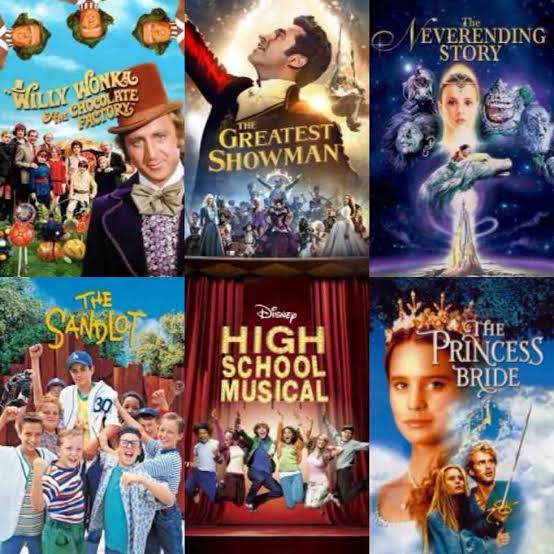 WILLY WONKA
& THE CHOCOLATE
FACTORY
THE
GREATEST
SHOWMAN
The
NEVERENDING
STORY
THE
SANDLOT
30
Disney
HIGH
SCHOOL
MUSICAL
THE
PRINCESS
BRIDE